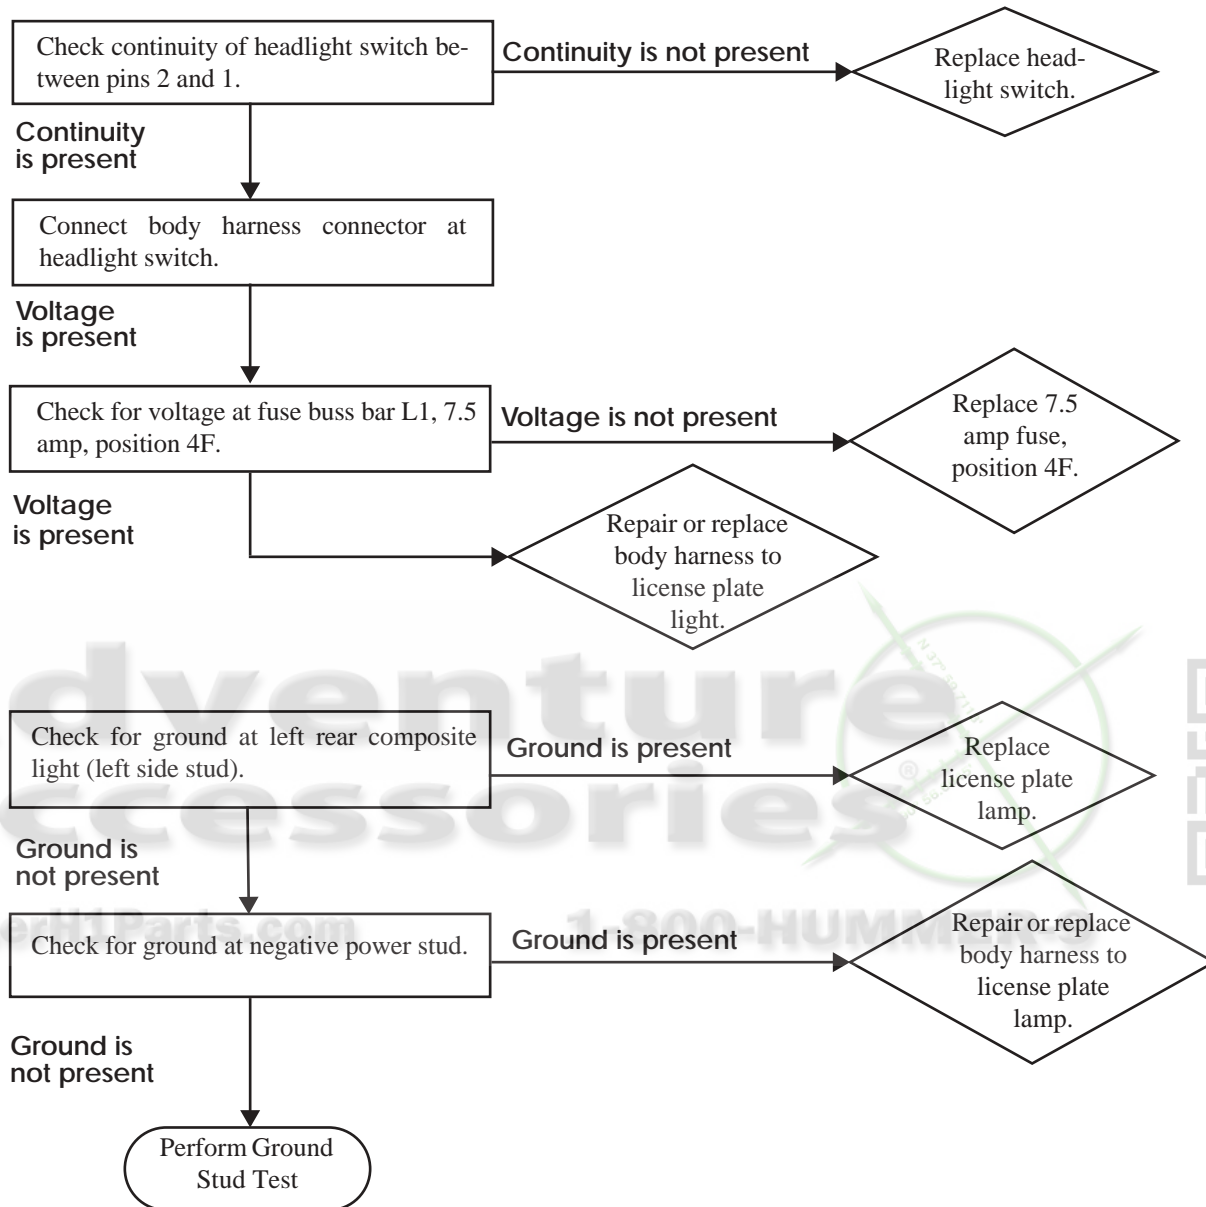 Check continuity of headlight switch be-
tween pins 2 and 1.
Continuity is not present
Replace head-
light switch.
Continuity
is present
Connect body harness connector at
headlight switch.
Voltage
is present
Check for voltage at fuse buss bar L1, 7.5
amp, position 4F.
Voltage is not present
Replace 7.5
amp fuse,
position 4F.
Voltage
is present
Repair or replace
body harness to
license plate
light.
dventure
Check for ground at left rear composite
light (left side stud).
Ground is present
Replace
license plate
lamp.
ccessories
®
Ground is
not present
erH1Parts.com
1-800-HUMMER-9
Check for ground at negative power stud.
Ground is present
Repair or replace
body harness to
license plate
lamp.
Ground is
not present
Perform Ground
Stud Test